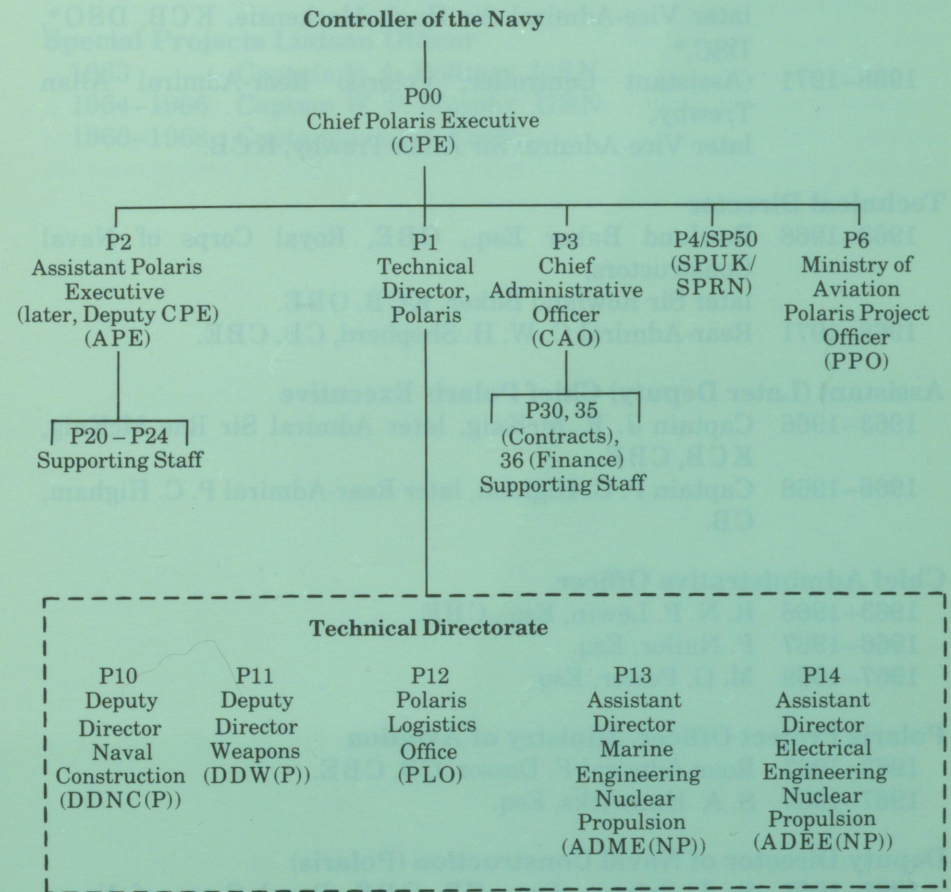 Controller of the Navy
P00
Chief Polaris Executive
(CPE)
P2
Assistant Polaris
Executive
(later, Deputy CPE)
(APE)
P1
Technical
Director,
Polaris
P3
Chief
Administrative
Officer
(CAO)
P4/SP50
(SPUK/
SPRN)
P6
Ministry of
Aviation
Polaris Project
Officer
(PPO)
P20 – P24
Supporting Staff
P30, 35
(Contracts),
36 (Finance)
Supporting Staff
Technical Directorate
P10
Deputy
Director
Naval
Construction
(DDNC(P))
P11
Deputy
Director
Weapons
(DDW(P))
P12
Polaris
Logistics
Office
(PLO)
P13
Assistant
Director
Marine
Engineering
Nuclear
Propulsion
(ADME(NP))
P14
Assistant
Director
Electrical
Engineering
Nuclear
Propulsion
(ADEE(NP))